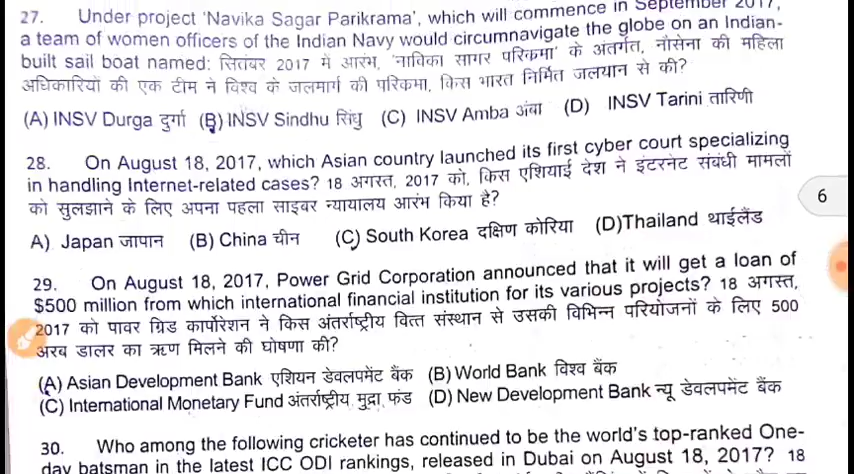 27. Under project 'Navika Sagar Parikrama', which will commence in September 2017,
a team of women officers of the Indian Navy would circumnavigate the globe on an Indian-
built sail boat named: सितंबर 2017 में आरंभ, 'नाविका सागर परिकमा' के अंतर्गत, नौसेना की महिला
अधिकारियों की एक टीम ने विश्व के जलमार्ग की परिकमा, किस भारत निर्मित जलयान से की?
(A) INSV Durga दुर्गा (B) INSV Sindhu सिंधु (C) INSV Amba अंबा (D) INSV Tarini तारिणी
28. On August 18, 2017, which Asian country launched its first cyber court specializing
in handling Internet-related cases? 18 अगस्त, 2017 को, किस एशियाई देश ने इंटरनेट संबंधी मामलों
को सुलझाने के लिए अपना पहला साइबर न्यायालय आरंभ किया है?
A) Japan जापान (B) China चीन (C) South Korea दक्षिण कोरिया (D)Thailand थाईलैंड
6
29. On August 18, 2017, Power Grid Corporation announced that it will get a loan of
$500 million from which international financial institution for its various projects? 18 अगस्त,
2017 को पावर ग्रिड कार्पोरेशन ने किस अंतर्राष्ट्रीय वित्त संस्थान से उसकी विभिन्न परियोजनों के लिए 500
अरब डालर का ऋण मिलने की घोषणा की?
(A) Asian Development Bank एशियन डेवलपमेंट बैंक (B) World Bank विश्व बैंक
(C) International Monetary Fund अंतर्राष्ट्रीय मुद्रा फंड (D) New Development Bank न्यू डेवलपमेंट बैंक
30. Who among the following cricketer has continued to be the world's top-ranked One-
day batsman in the latest ICC ODI rankings, released in Dubai on August 18, 2017? 18